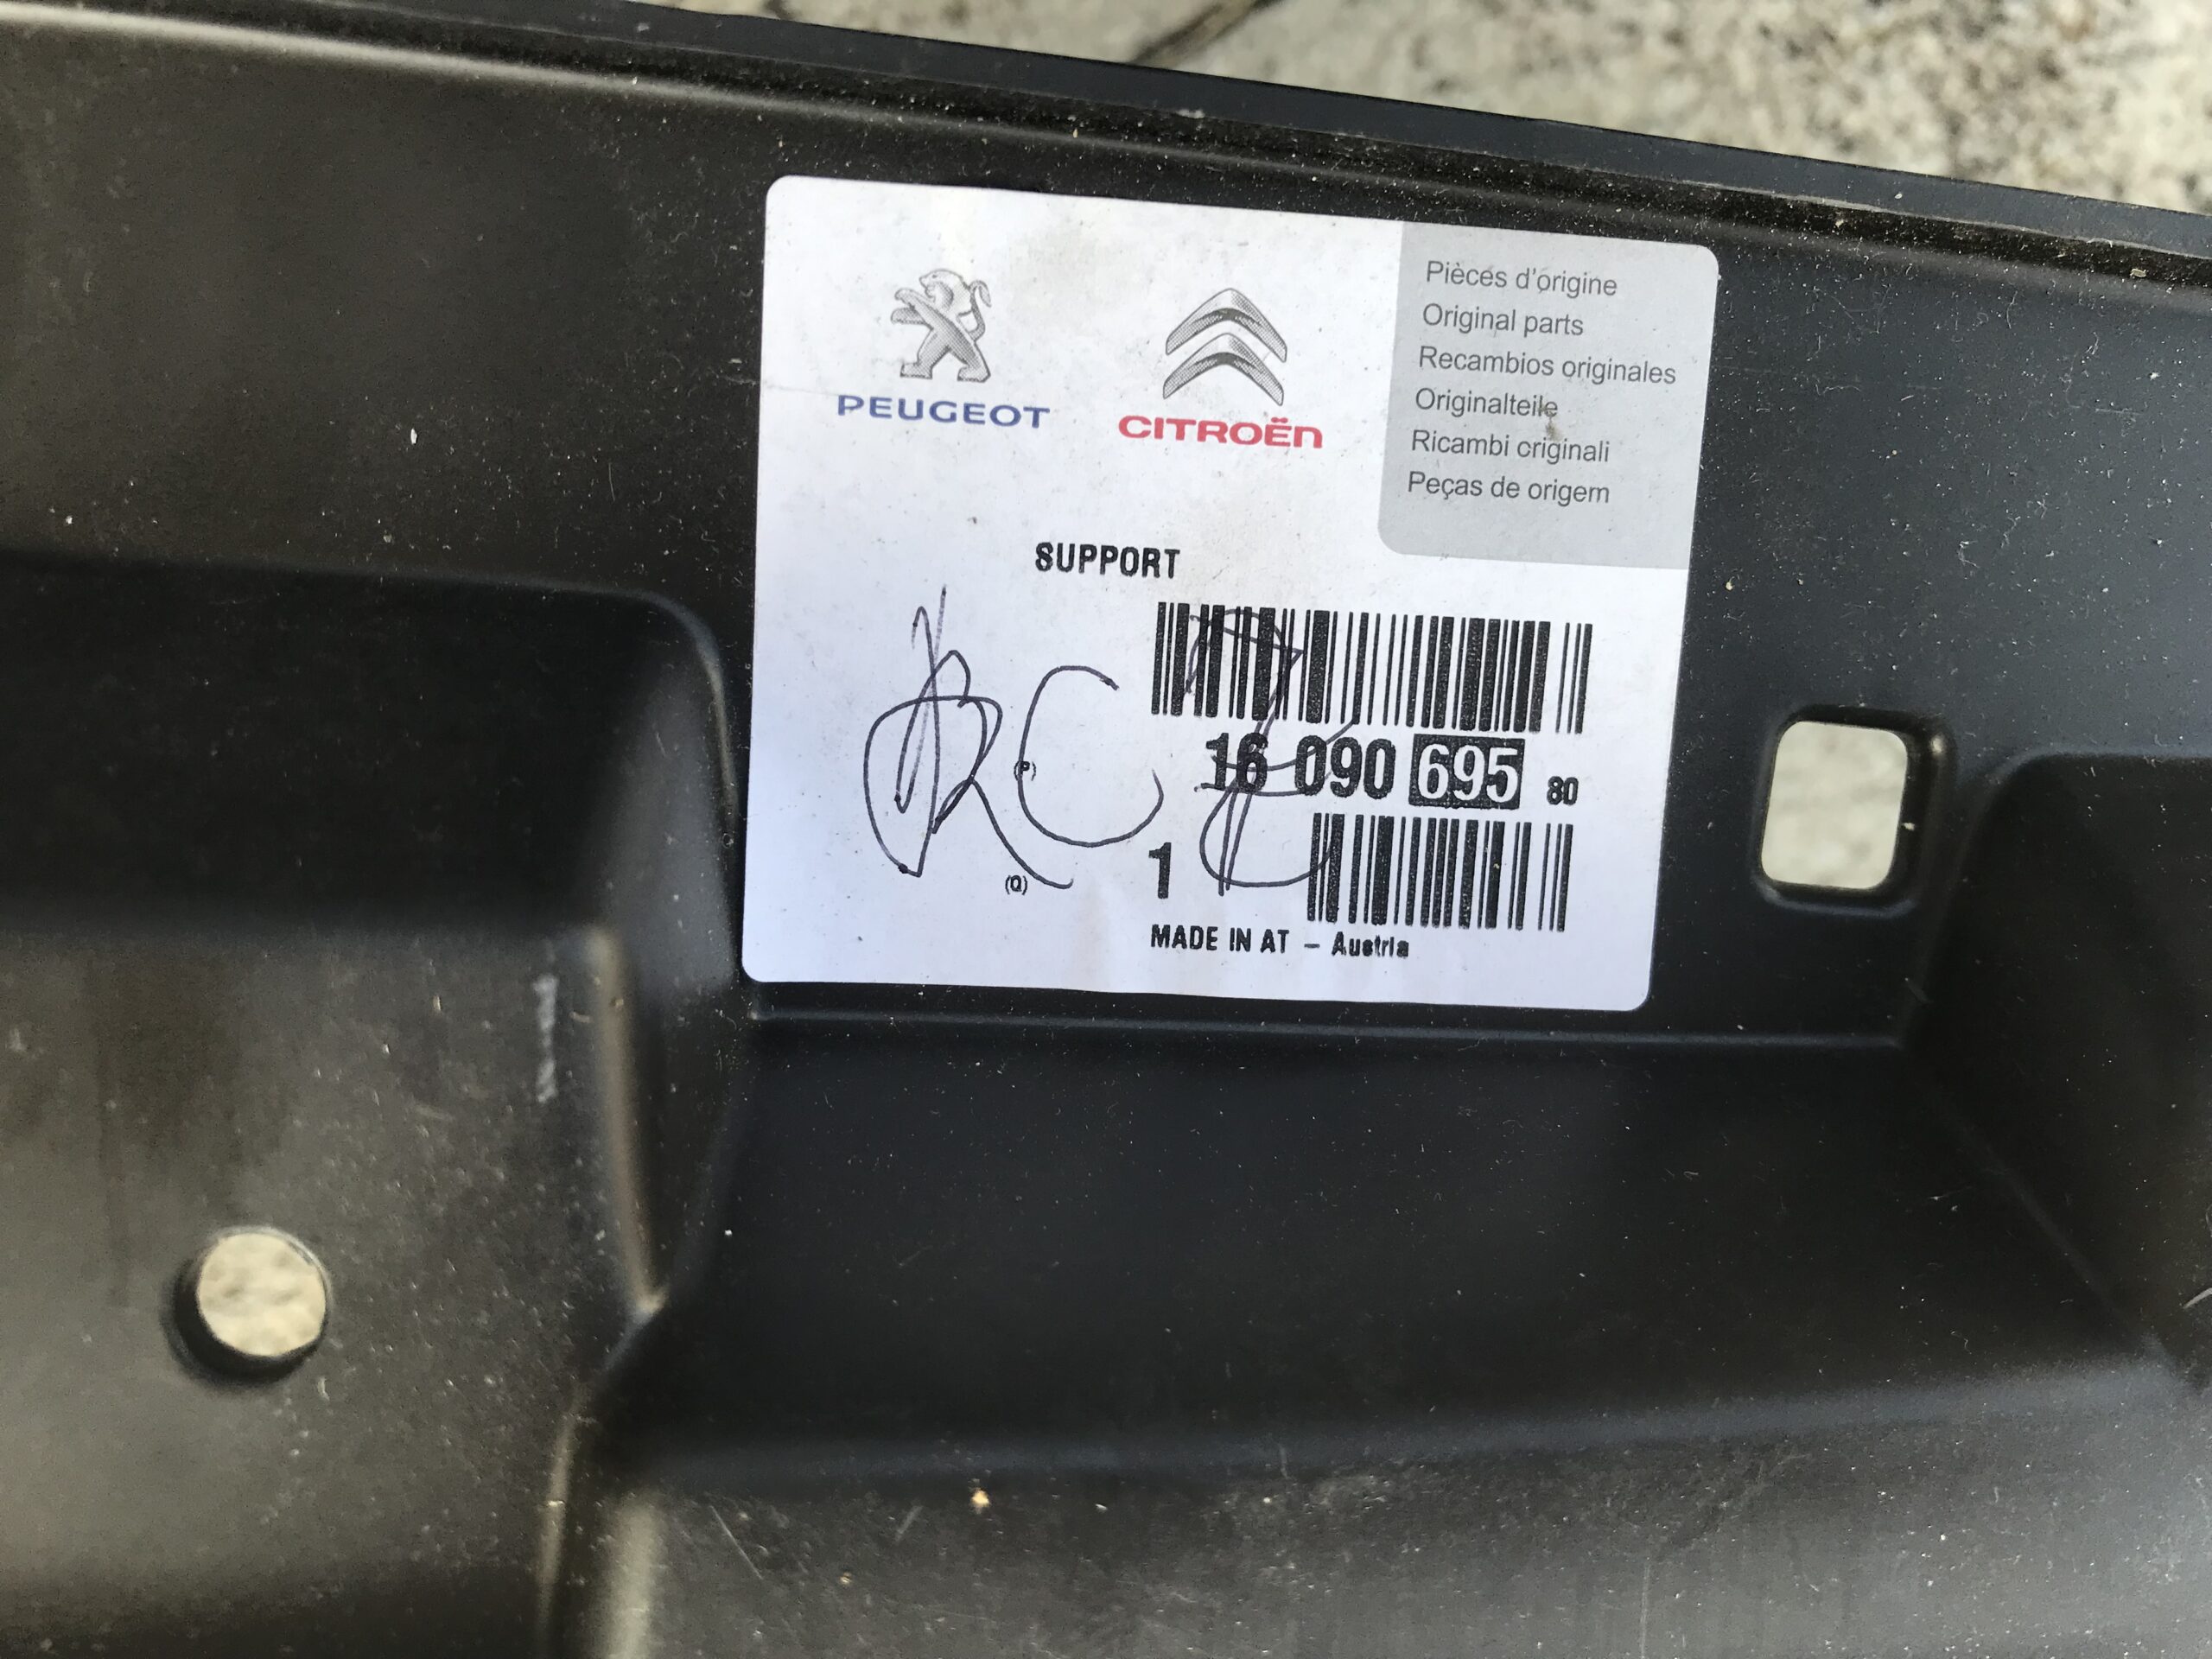 PEUGEOT
CITROËN
Pièces d'origine
Original parts
Recambios originales
Originalteile
Ricambi originali
Peças de origem
SUPPORT
(P) 16 090 695 80
(Q) 1
MADE IN AT - Austria